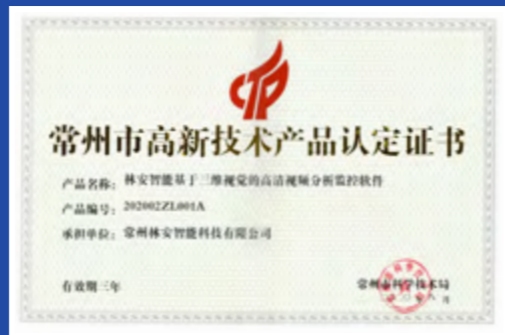 常州市高新技术产品认定证书
产品名称：林安智能基于三维视觉的高清视频分析监控软件
产品编号：202002ZL001A
承担单位：常州林安智能科技有限公司
有效期三年
常州市科学技术局
月